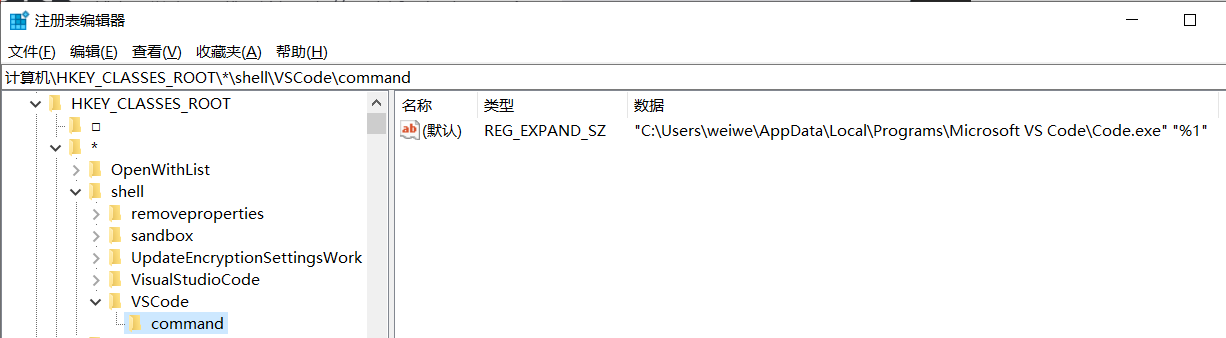 注册表编辑器
文件(F) 编辑(E) 查看(V) 收藏夹(A) 帮助(H)
计算机\HKEY_CLASSES_ROOT\*\shell\VSCode\command
HKEY_CLASSES_ROOT
*
OpenWithList
shell
removeproperties
sandbox
UpdateEncryptionSettingsWork
VisualStudioCode
VSCode
command
名称 类型 数据
ab (默认) REG_EXPAND_SZ "C:\Users\weiwe\AppData\Local\Programs\Microsoft VS Code\Code.exe" "%1"